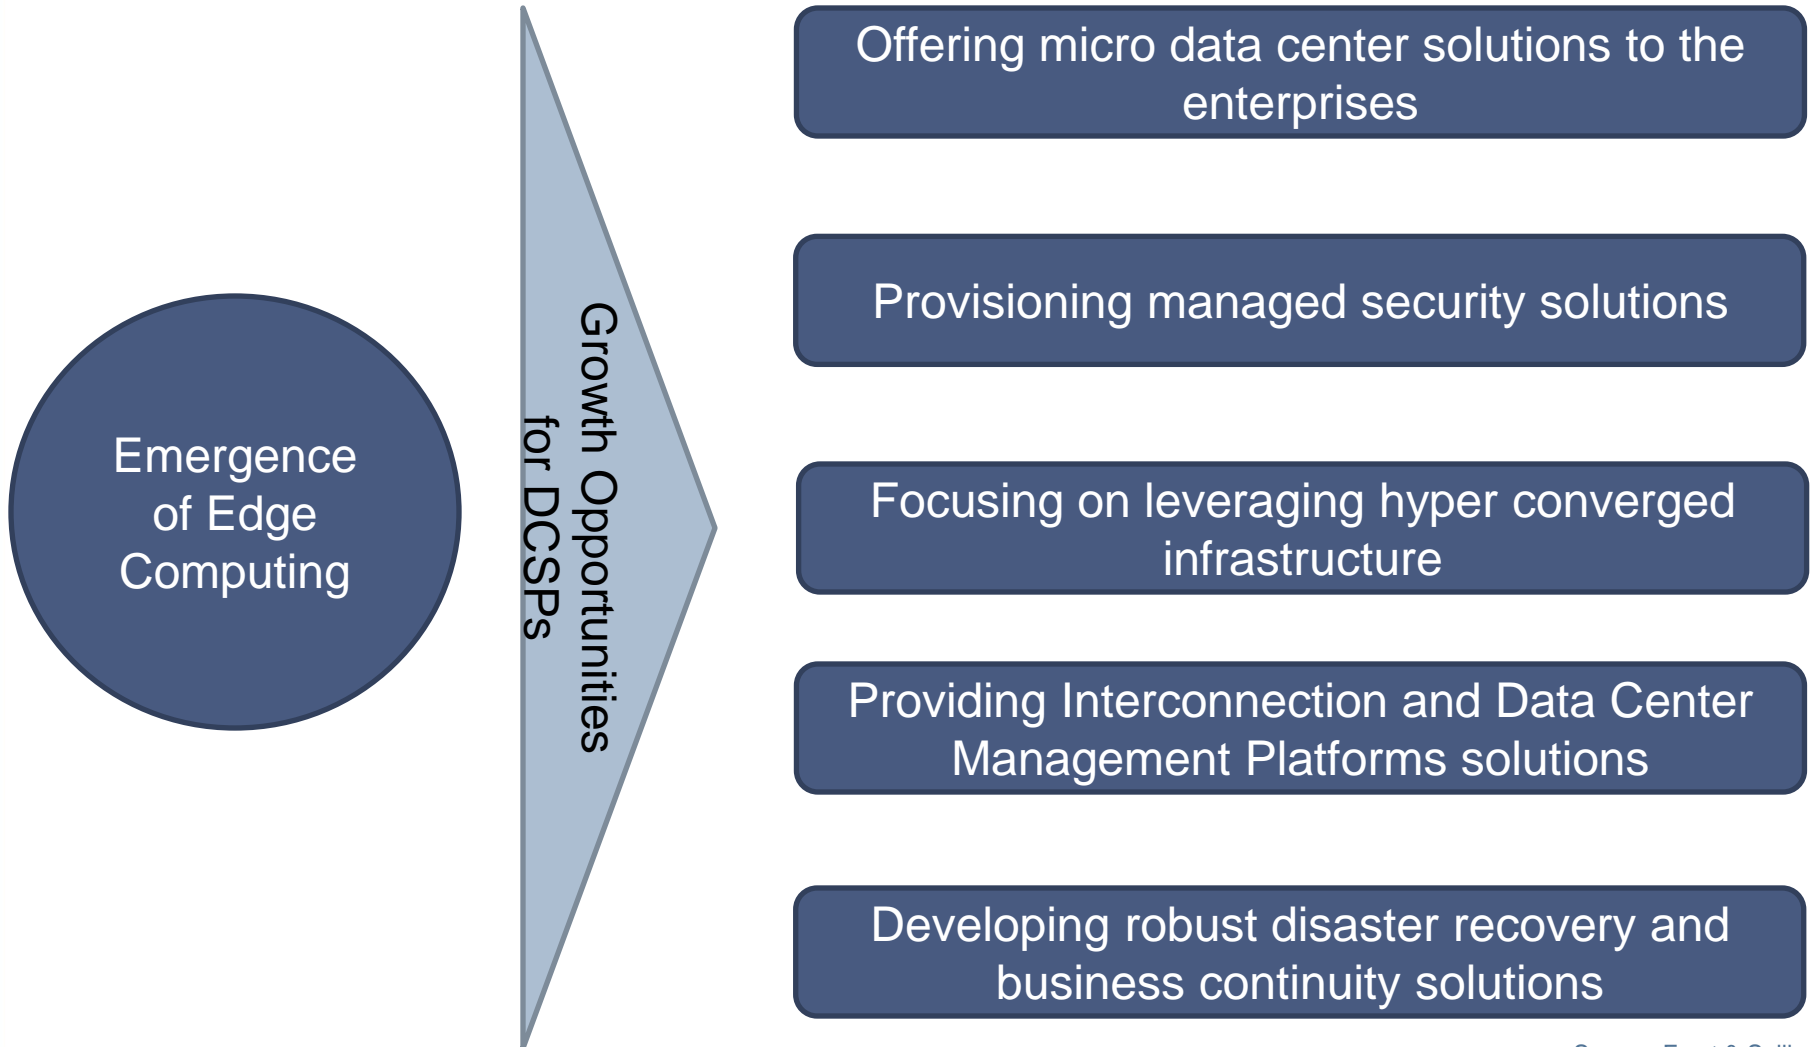 Emergence
of Edge
Computing
Growth Opportunities
for DCSPs
Offering micro data center solutions to the
enterprises
Provisioning managed security solutions
Focusing on leveraging hyper converged
infrastructure
Providing Interconnection and Data Center
Management Platforms solutions
Developing robust disaster recovery and
business continuity solutions